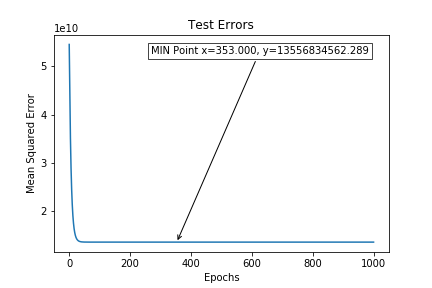 Test Errors
1e10
MIN Point x=353.000, y=13556834562.289
5
4
3
2
Mean Squared Error
0 200 400 600 800 1000
Epochs